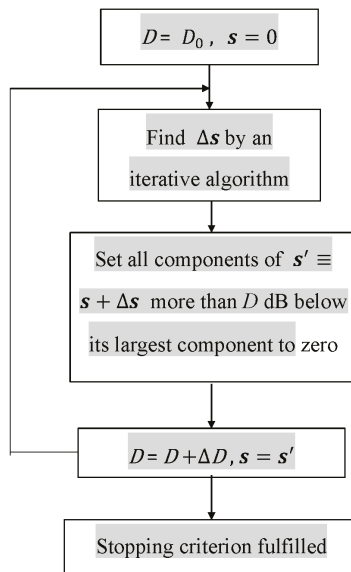 D = D₀ , s = 0
Find Δs by an
iterative algorithm
Set all components of s′ ≡
s + Δs more than D dB below
its largest component to zero
D = D + ΔD, s = s′
Stopping criterion fulfilled